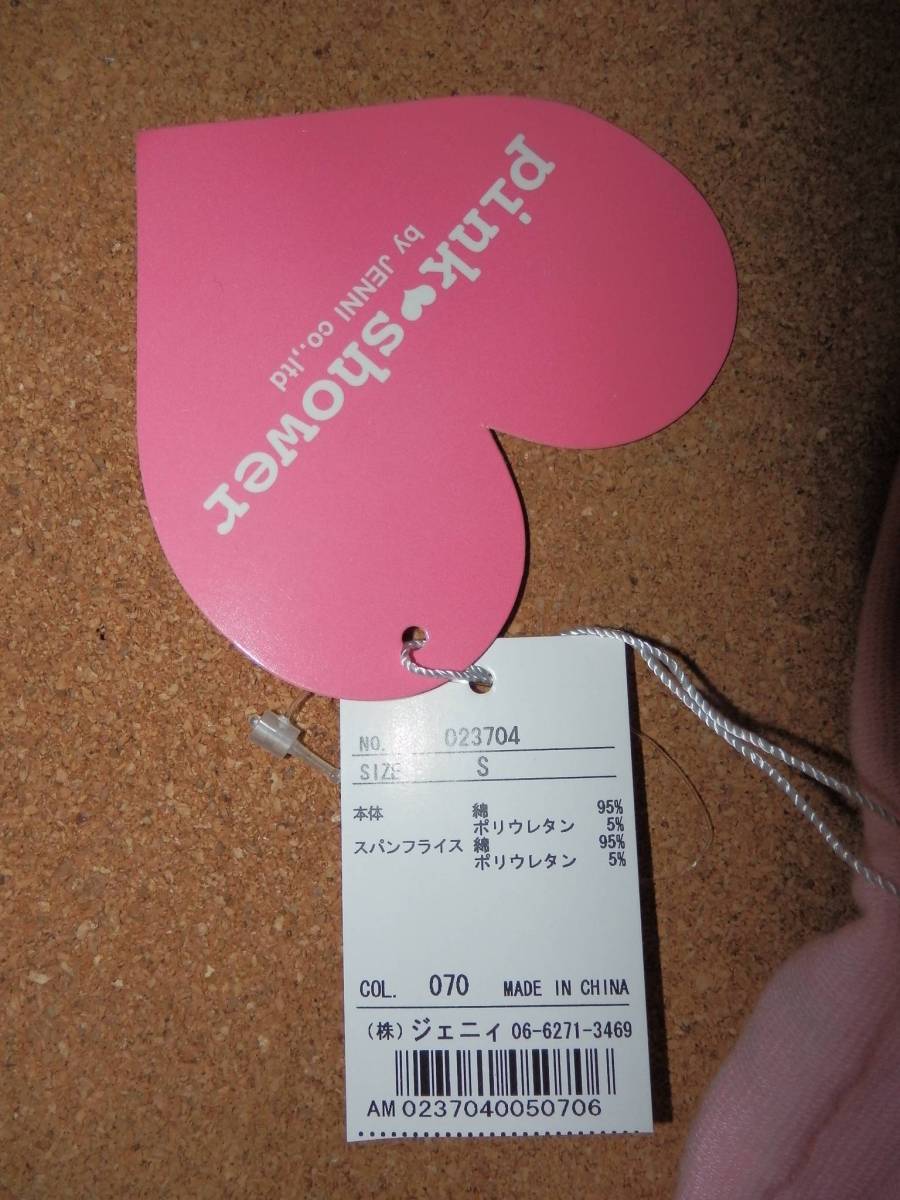 pink♥shower
by JENNI co.,ltd
NO. 023704
SIZE S
本体 綿 95%
ポリウレタン 5%
スパンフライス 綿 95%
ポリウレタン 5%
COL. 070 MADE IN CHINA
(株)ジェニィ 06-6271-3469
AM0237040050706